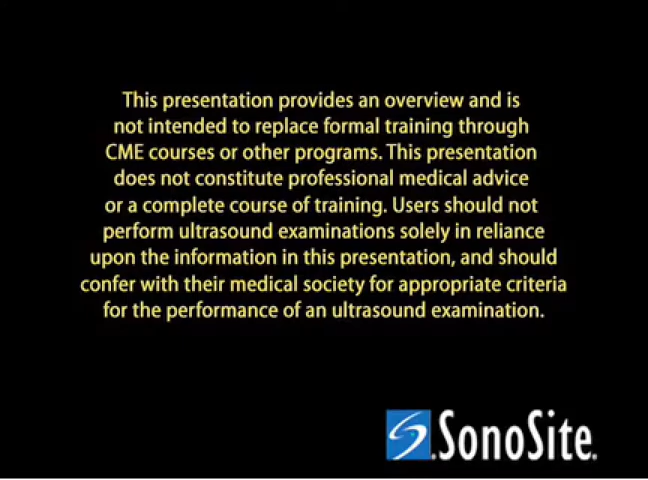 This presentation provides an overview and is
not intended to replace formal training through
CME courses or other programs. This presentation
does not constitute professional medical advice
or a complete course of training. Users should not
perform ultrasound examinations solely in reliance
upon the information in this presentation, and should
confer with their medical society for appropriate criteria
for the performance of an ultrasound examination.
SonoSite